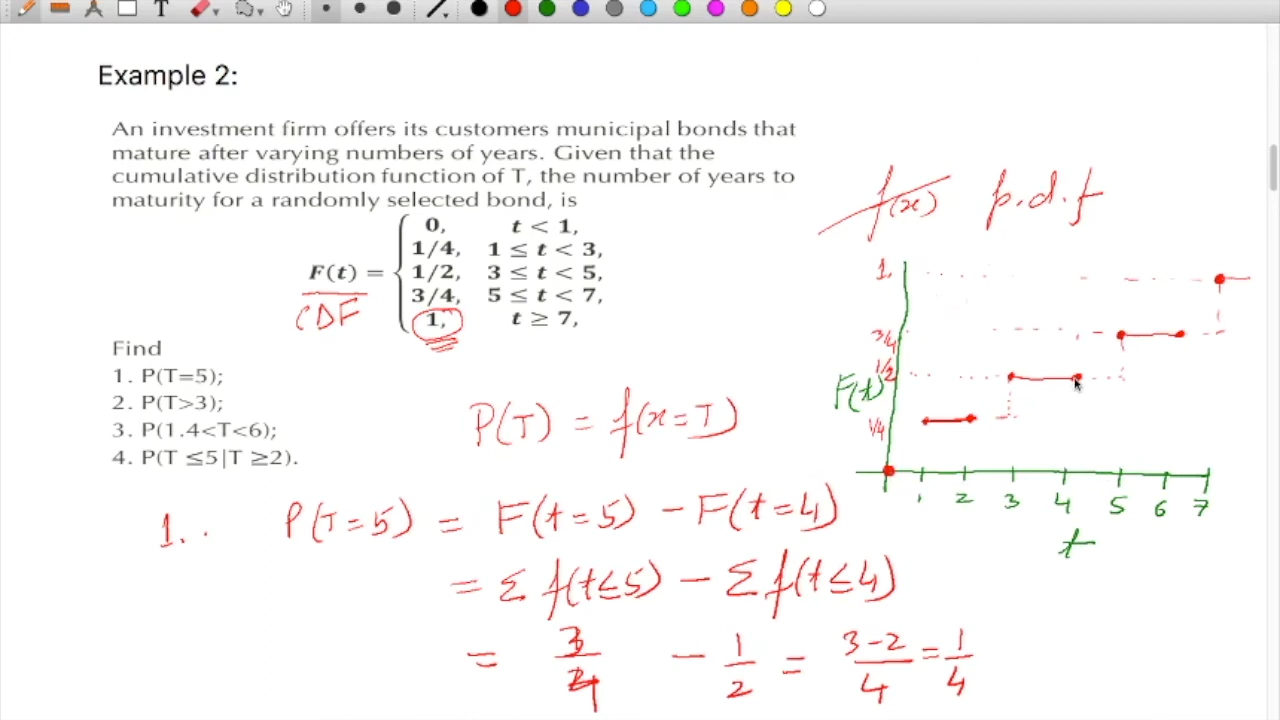 Example 2:
An investment firm offers its customers municipal bonds that
mature after varying numbers of years. Given that the
cumulative distribution function of T, the number of years to
maturity for a randomly selected bond, is
F(t) = { 0, t < 1,
1/4, 1 ≤ t < 3,
1/2, 3 ≤ t < 5,
3/4, 5 ≤ t < 7,
1, t ≥ 7,
CDF
Find
1. P(T=5);
2. P(T>3);
3. P(1.4<T<6);
4. P(T ≤5|T ≥2).
f(x) p.d.f
1.
3/4
1/2
F(t)
1/4
1 2 3 4 5 6 7
t
P(T) = f(x=T)
1.. P(T=5) = F(t=5) - F(t=4)
= Σ f(t≤5) - Σ f(t≤4)
= 3/4 - 1/2 = 3-2/4 = 1/4